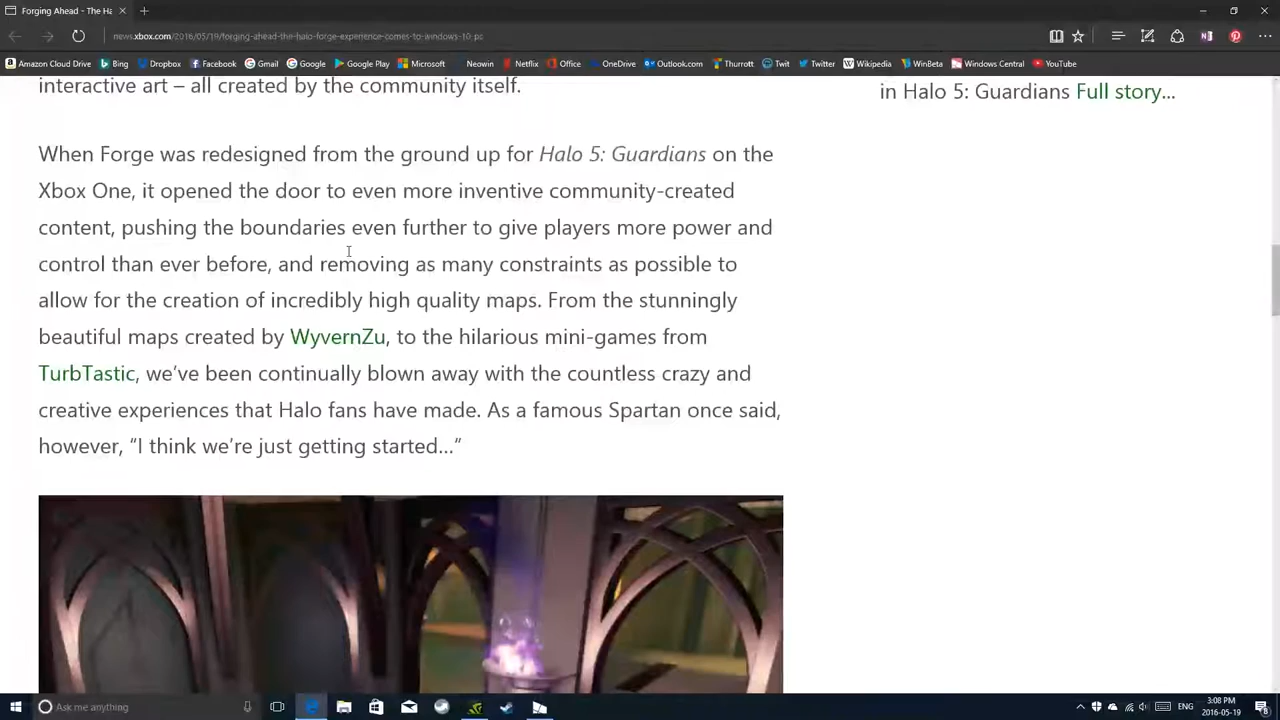 Forging Ahead - The Ha
news.xbox.com/2016/05/19/forging-ahead-the-halo-forge-experience-comes-to-windows-10-pc
Amazon Cloud Drive Bing Dropbox Facebook Gmail Google Google Play Microsoft Neowin Netflix Office OneDrive Outlook.com Thurrott Twit Twitter Wikipedia WinBeta Windows Central YouTube
interactive art – all created by the community itself.
in Halo 5: Guardians Full story...
When Forge was redesigned from the ground up for Halo 5: Guardians on the
Xbox One, it opened the door to even more inventive community-created
content, pushing the boundaries even further to give players more power and
control than ever before, and removing as many constraints as possible to
allow for the creation of incredibly high quality maps. From the stunningly
beautiful maps created by WyvernZu, to the hilarious mini-games from
TurbTastic, we’ve been continually blown away with the countless crazy and
creative experiences that Halo fans have made. As a famous Spartan once said,
however, “I think we’re just getting started…”
Ask me anything
ENG
3:08 PM
2016-05-19